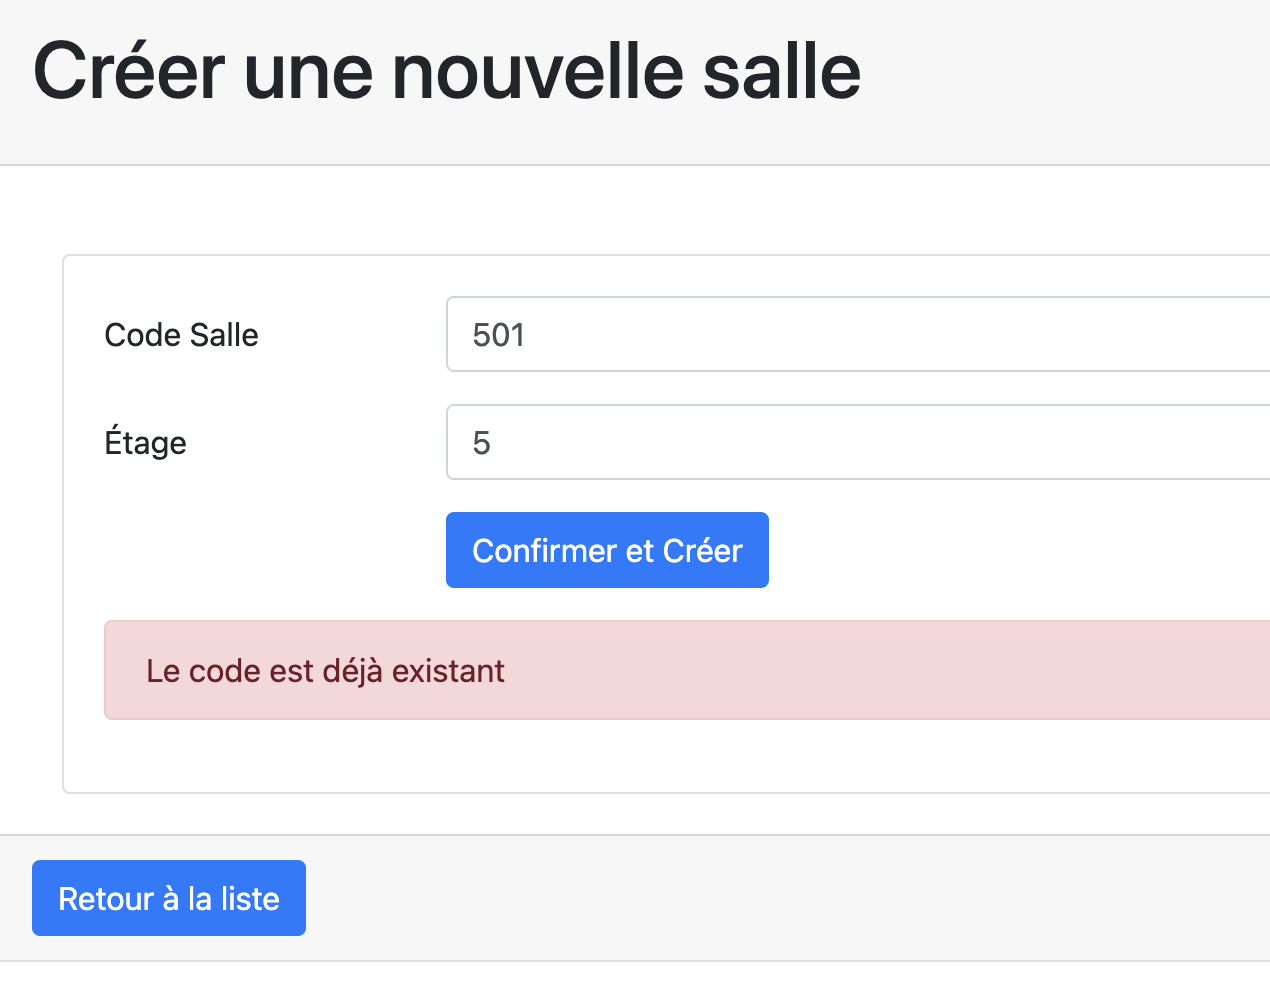 Créer une nouvelle salle
Code Salle 501
Étage 5
Confirmer et Créer
Le code est déjà existant
Retour à la liste